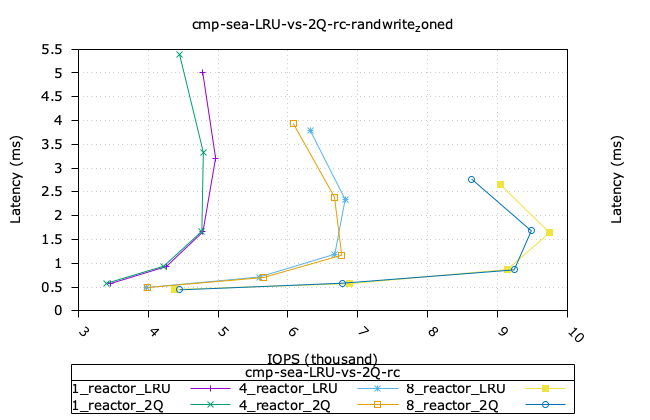 cmp-sea-LRU-vs-2Q-rc-randwritezoned
5.5
5
4.5
4
3.5
3
2.5
2
1.5
1
0.5
0
Latency (ms)
Latency (ms)
3 4 5 6 7 8 9 10
IOPS (thousand)
cmp-sea-LRU-vs-2Q-rc
1_reactor_LRU 4_reactor_LRU 8_reactor_LRU
1_reactor_2Q 4_reactor_2Q 8_reactor_2Q